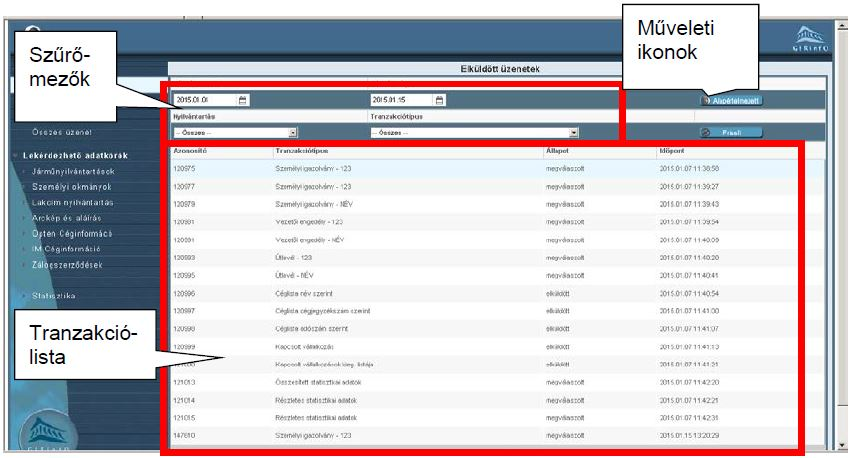 Szűrő-
mezők
Műveleti
ikonok
GIRinfO
Elküldött üzenetek
2015.01.01 2015.01.15 Alapértelmezett
Nyilvántartás Tranzakciótípus
-- Összes -- -- Összes -- Frissít
Összes üzenet
Lekérdezhető adatkörök
Járműnyilvántartások
Személyi okmányok
Lakcím nyilvántartás
Arckép és aláírás
Opten Céginformáció
IM Céginformáció
Zálogszerződések
Statisztika
Tranzakció-
lista
Azonosító Tranzakciótípus Állapot Időpont
120975 Személyi igazolvány - 123 megválaszolt 2015.01.07 11:38:58
120977 Személyi igazolvány - 123 megválaszolt 2015.01.07 11:39:27
120979 Személyi igazolvány - NÉV megválaszolt 2015.01.07 11:39:43
Vezetői engedély - 123 megválaszolt 2015.01.07 11:39:54
120991 Vezetői engedély - NÉV megválaszolt 2015.01.07 11:40:09
120993 Útlevél - 123 megválaszolt 2015.01.07 11:40:20
120995 Útlevél - NÉV megválaszolt 2015.01.07 11:40:41
120996 Céglista név szerint elküldött 2015.01.07 11:40:54
120997 Céglista cégjegyzékszám szerint elküldött 2015.01.07 11:41:00
120998 Céglista adószám szerint elküldött 2015.01.07 11:41:07
120999 Kapcsolt vállalkozás elküldött 2015.01.07 11:41:13
Kapcsolt vállalkozások kieg. listája elküldött 2015.01.07 11:41:21
121013 Összesített statisztikai adatok megválaszolt 2015.01.07 11:42:20
121014 Részletes statisztikai adatok megválaszolt 2015.01.07 11:42:21
121015 Részletes statisztikai adatok megválaszolt 2015.01.07 11:42:31
147610 Személyi igazolvány - 123 megválaszolt 2015.01.15 13:20:29
GIRinfO